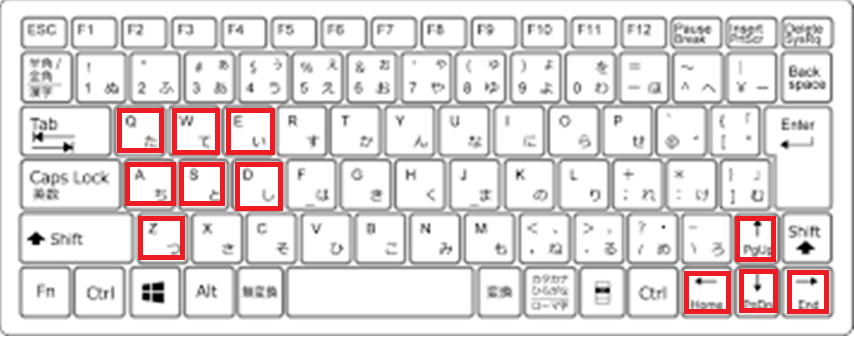 ESC F1 F2 F3 F4 F5 F6 F7 F8 F9 F10 F11 F12 Pause Break Insert PrtScr Delete SysRq
半角/全角 漢字 ! 1 ぬ " 2 ふ # ぁ 3 あ $ ぅ 4 う % ぇ 5 え & ぉ 6 お ' ゃ 7 や ( ゅ 8 ゆ ) ょ 9 よ を 0 わ = - ほ ~ ^ へ | ¥ ー Back space
Tab Q た W て E い R す T か Y ん U な I に O ら P せ @ ゛ [ ゜ Enter
Caps Lock 英数 A ち S と D し F は G き H く J ま K の L り + ; れ * : け } 」 ] む
Shift Z つ X さ C そ V ひ B こ N み M も < 、 , ね > 。 . る ? ・ / め \ ろ ↑ PgUp Shift
Fn Ctrl Alt 無変換 変換 カタカナ ひらがな ローマ字 Ctrl ← Home ↓ PgDn → End